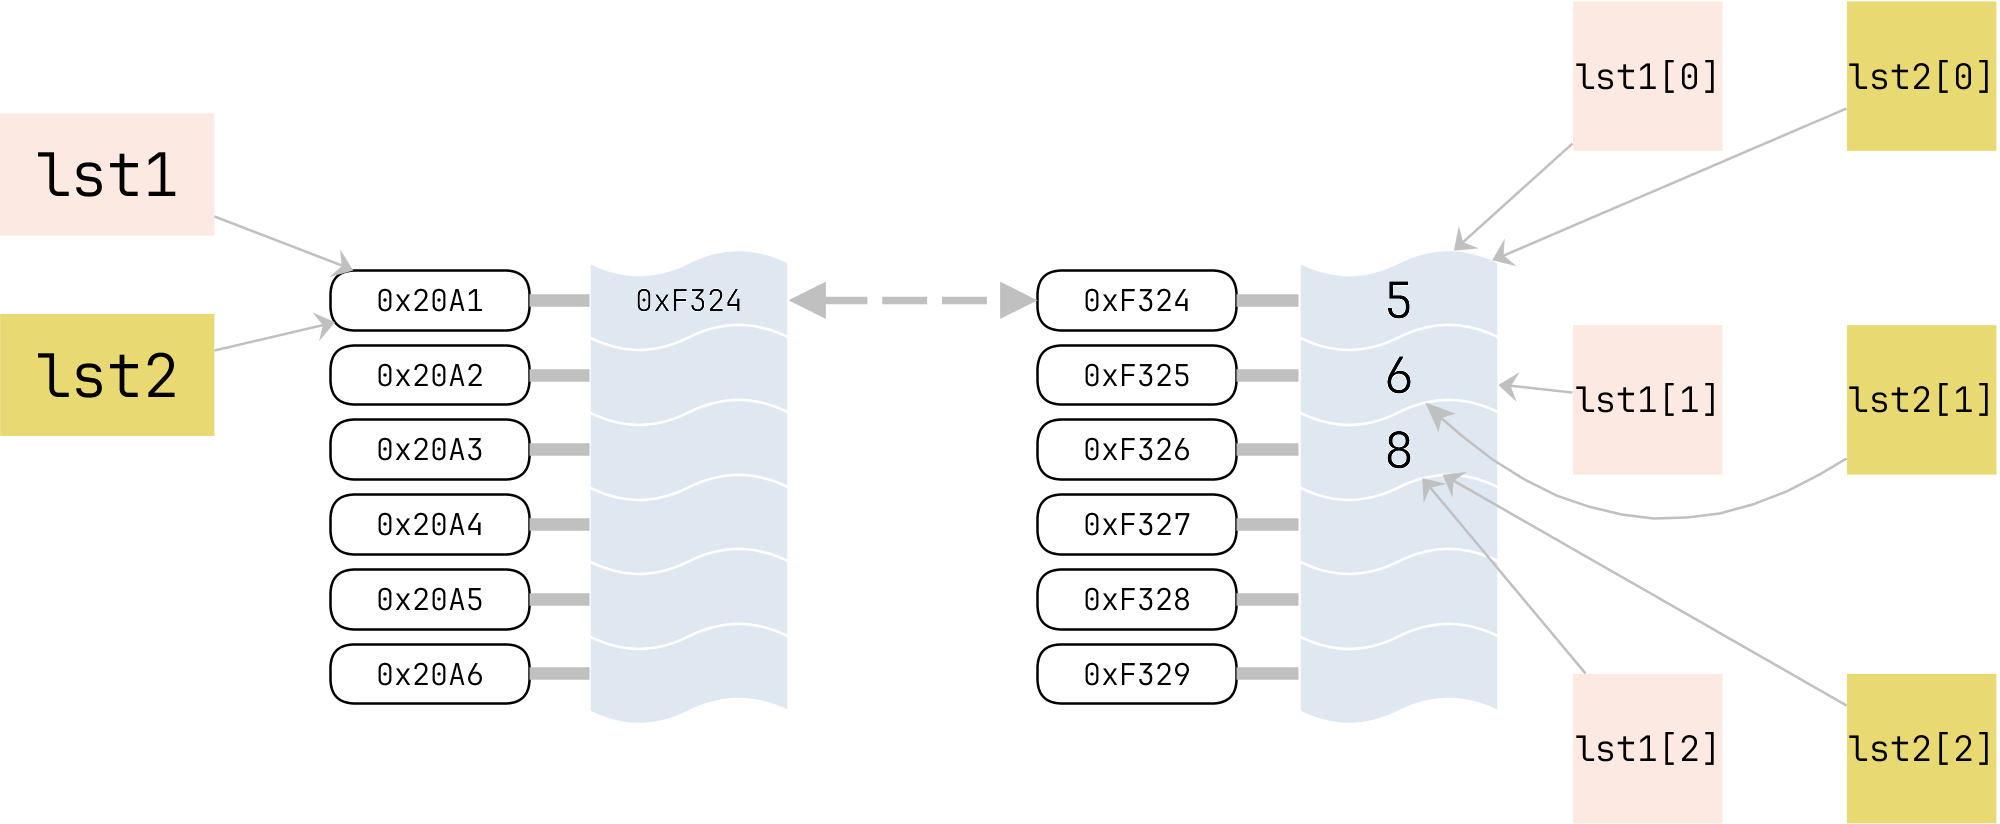 lst1
lst2
0x20A1
0xF324
0x20A2
0x20A3
0x20A4
0x20A5
0x20A6
0xF324
5
0xF325
6
0xF326
8
0xF327
0xF328
0xF329
lst1[0]
lst2[0]
lst1[1]
lst2[1]
lst1[2]
lst2[2]